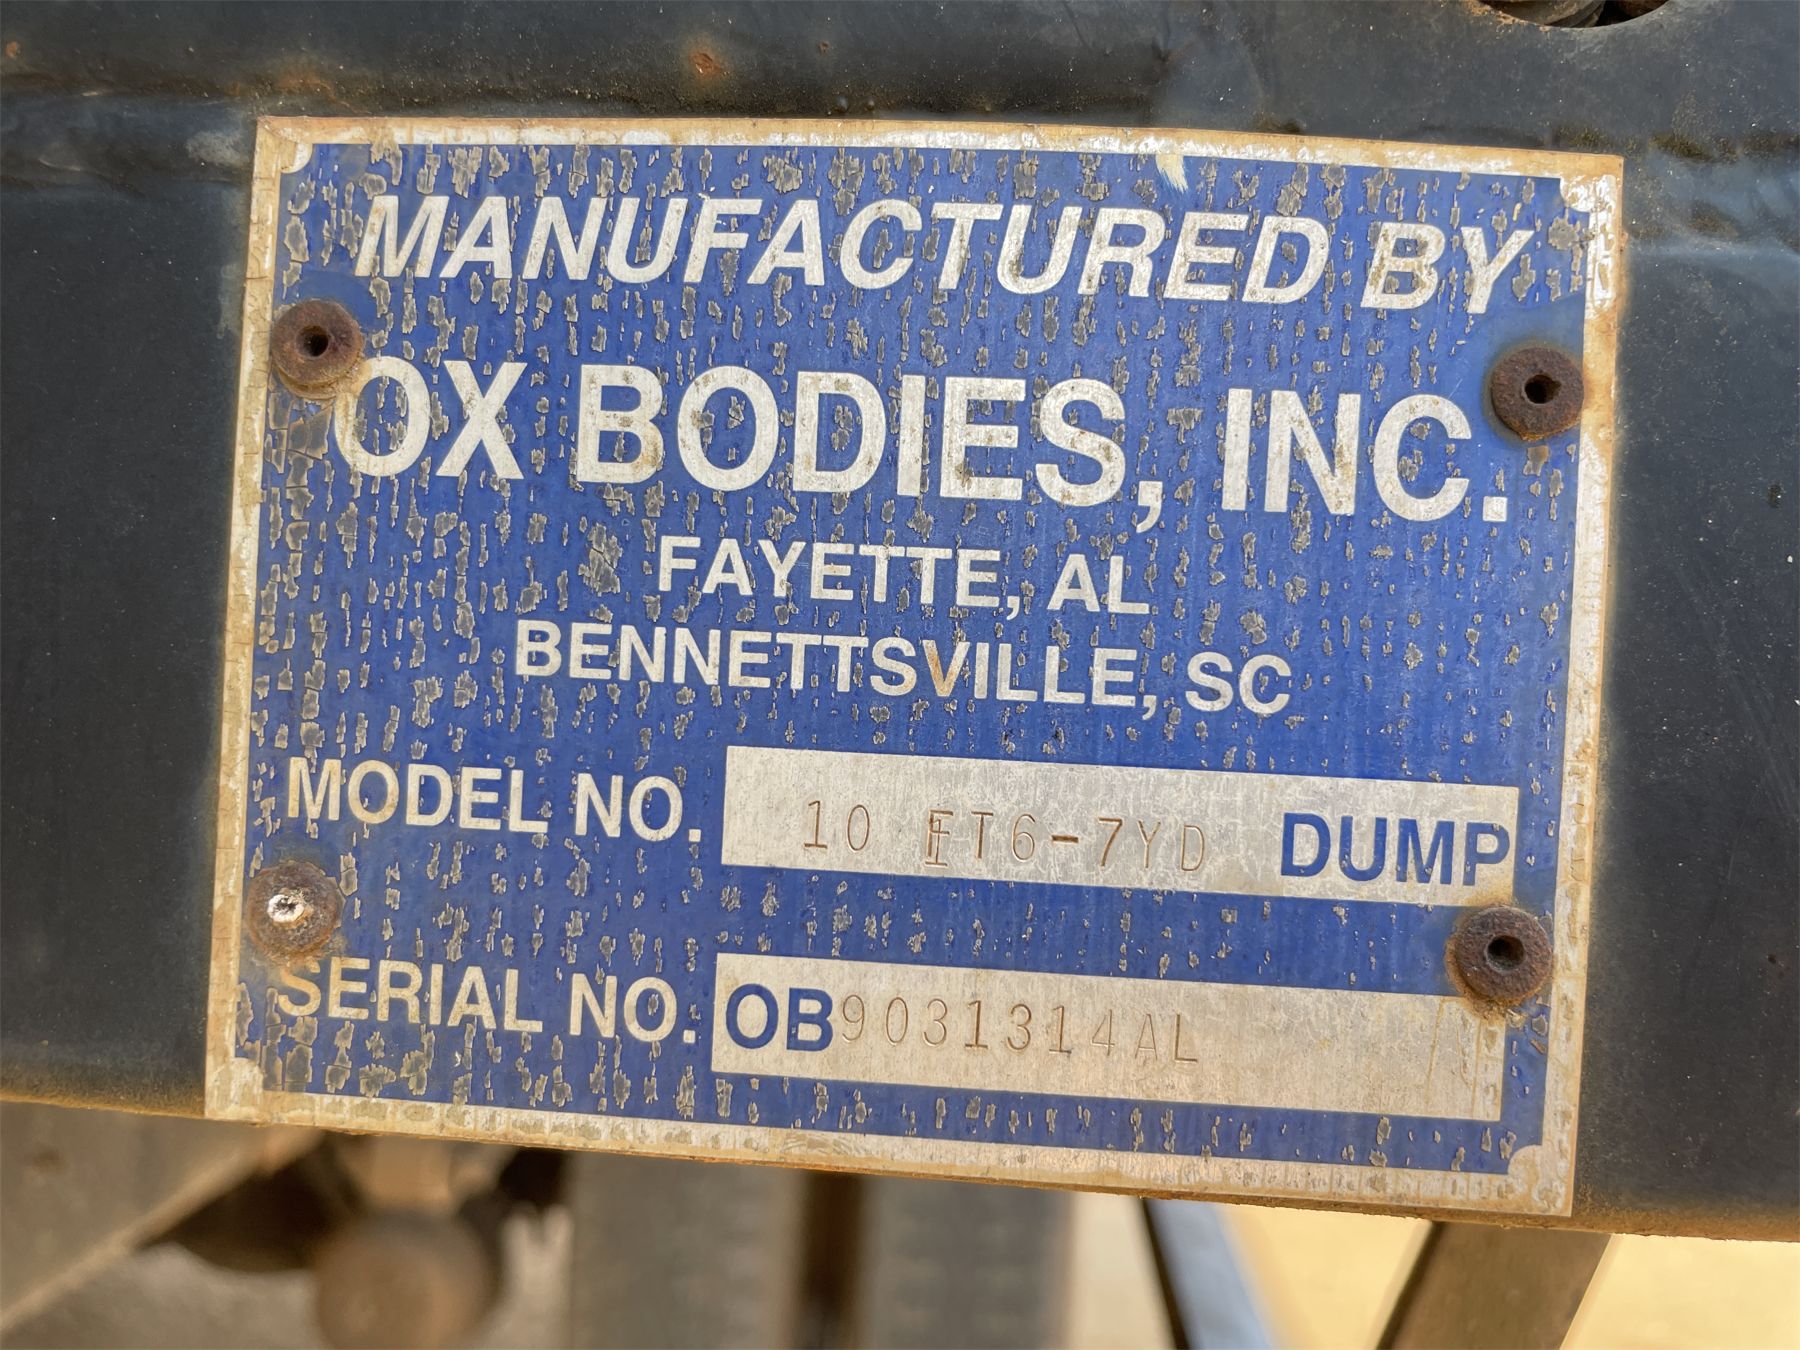 MANUFACTURED BY
OX BODIES, INC.
FAYETTE, AL
BENNETTSVILLE, SC
MODEL NO. 10 FT6-7YD DUMP
SERIAL NO. OB9031314AL